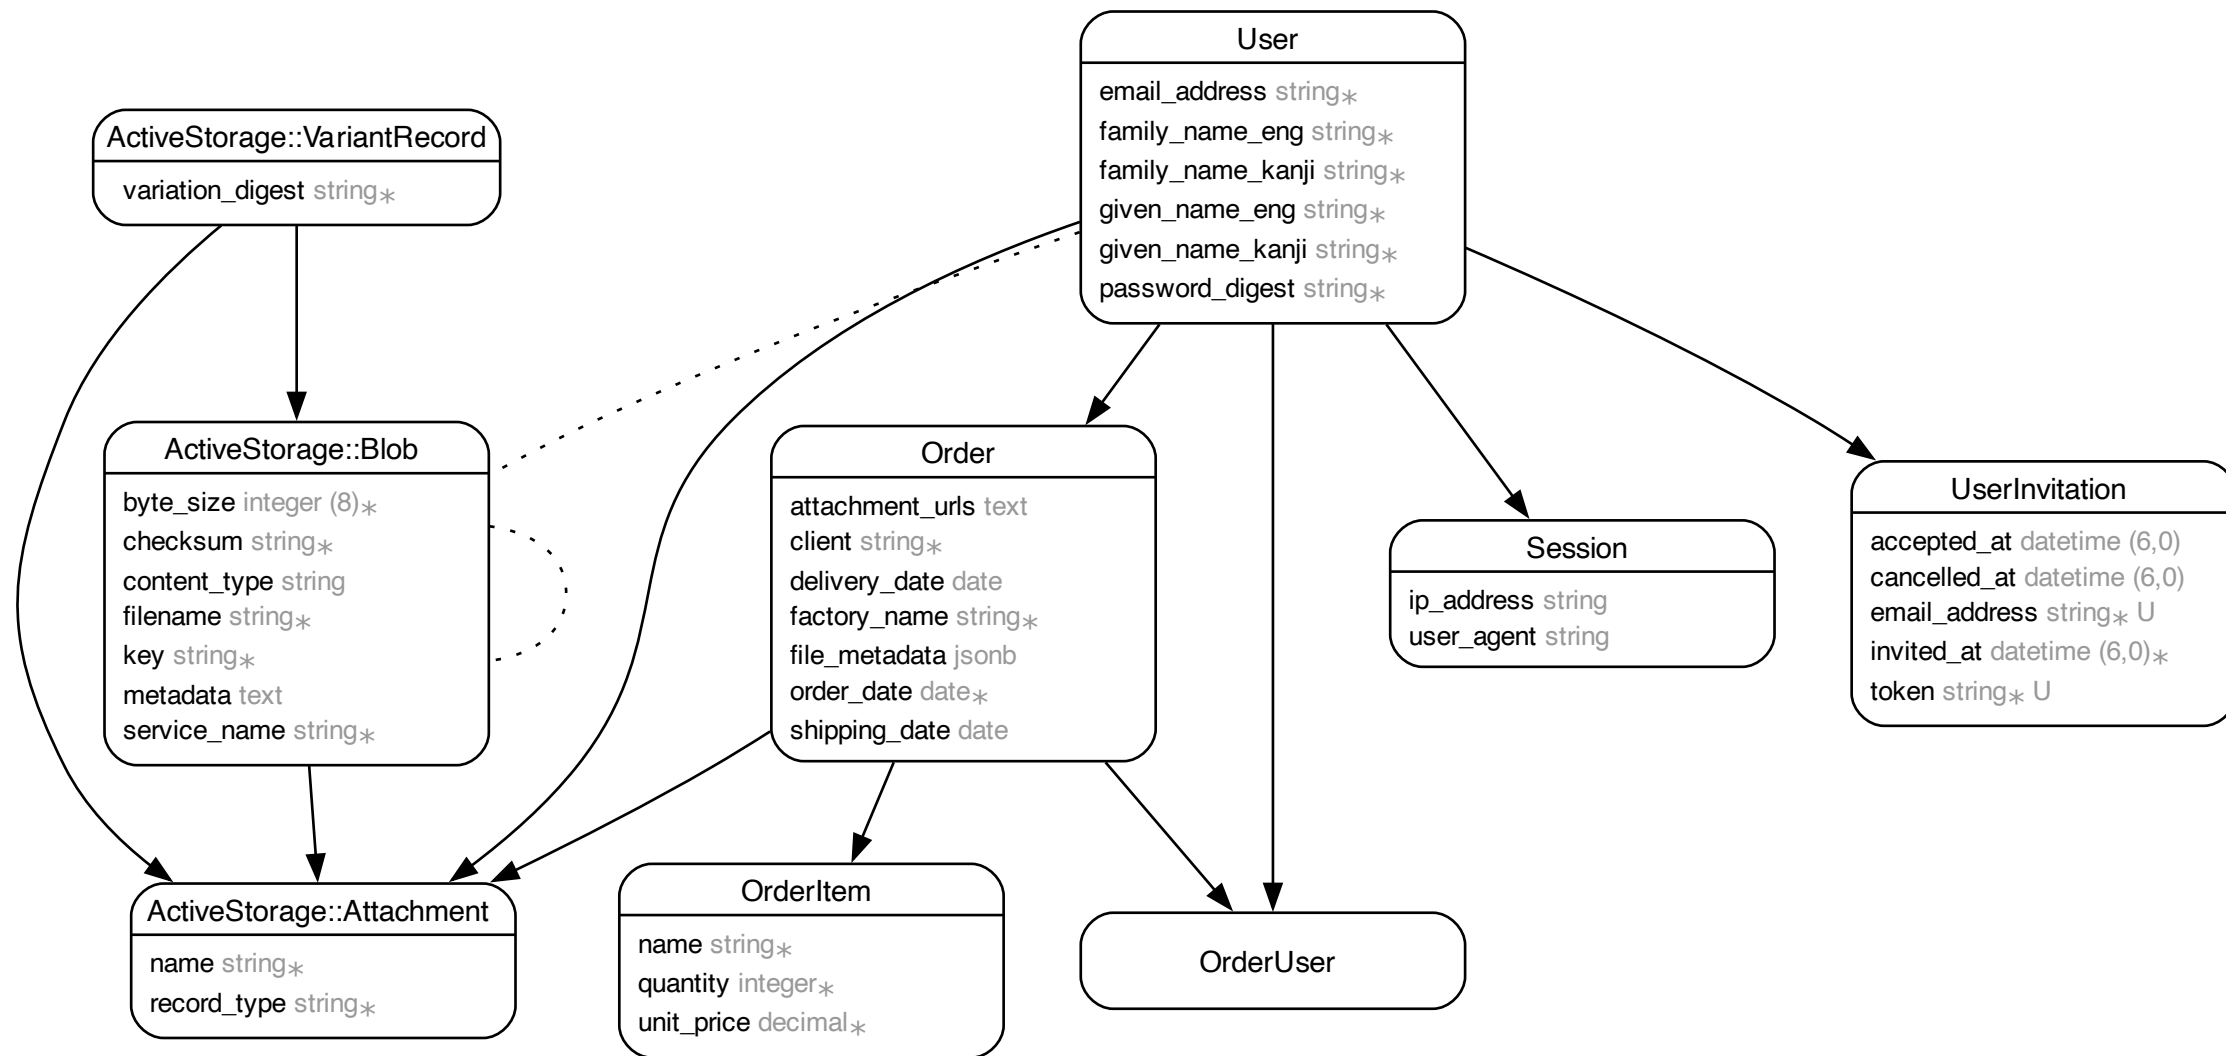 User
email_address string*
family_name_eng string*
family_name_kanji string*
given_name_eng string*
given_name_kanji string*
password_digest string*
ActiveStorage::VariantRecord
variation_digest string*
ActiveStorage::Blob
byte_size integer (8)*
checksum string*
content_type string
filename string*
key string*
metadata text
service_name string*
Order
attachment_urls text
client string*
delivery_date date
factory_name string*
file_metadata jsonb
order_date date*
shipping_date date
Session
ip_address string
user_agent string
UserInvitation
accepted_at datetime (6,0)
cancelled_at datetime (6,0)
email_address string* U
invited_at datetime (6,0)*
token string* U
ActiveStorage::Attachment
name string*
record_type string*
OrderItem
name string*
quantity integer*
unit_price decimal*
OrderUser